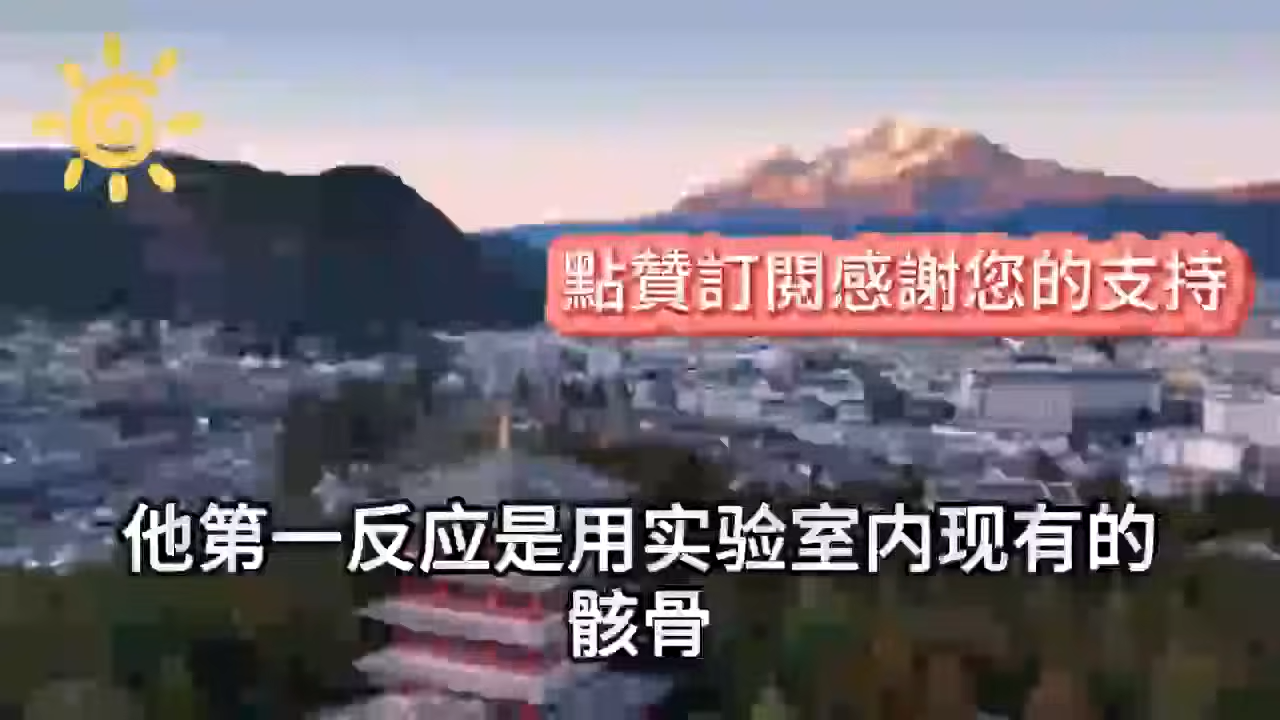 點贊訂閱感謝您的支持
他第一反应是用实验室内现有的
骸骨